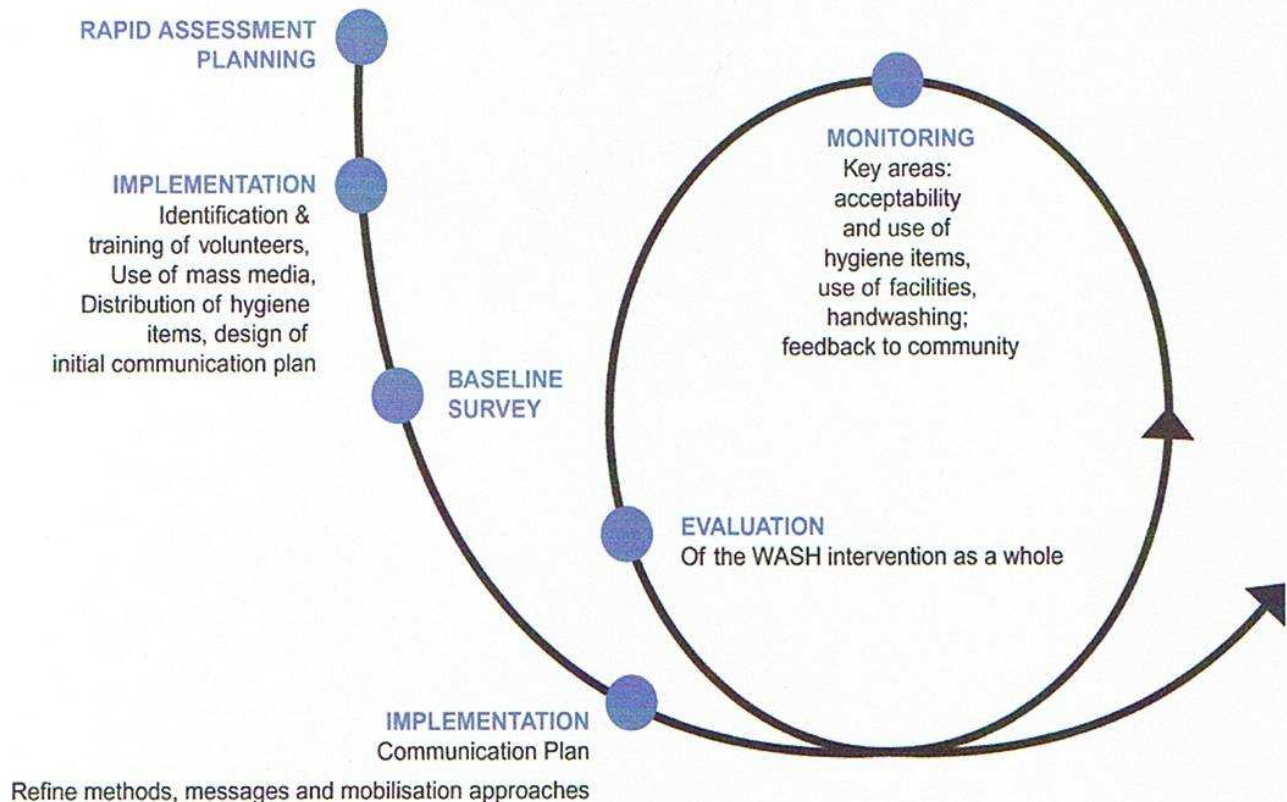 RAPID ASSESSMENT
PLANNING
IMPLEMENTATION
Identification &
training of volunteers,
Use of mass media,
Distribution of hygiene
items, design of
initial communication plan
BASELINE
SURVEY
IMPLEMENTATION
Communication Plan
Refine methods, messages and mobilisation approaches
MONITORING
Key areas:
acceptability
and use of
hygiene items,
use of facilities,
handwashing;
feedback to community
EVALUATION
Of the WASH intervention as a whole